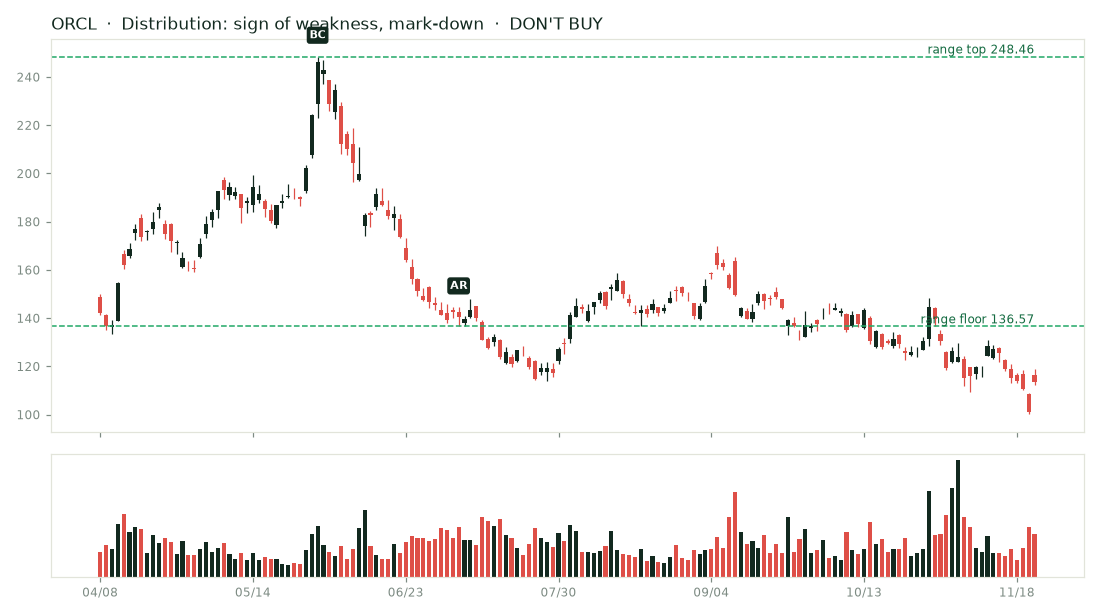 ORCL · Distribution: sign of weakness, mark-down · DON'T BUY
BC
range top 248.46
240
220
200
180
160
AR
140
range floor 136.57
120
100
04/08 05/14 06/23 07/30 09/04 10/13 11/18